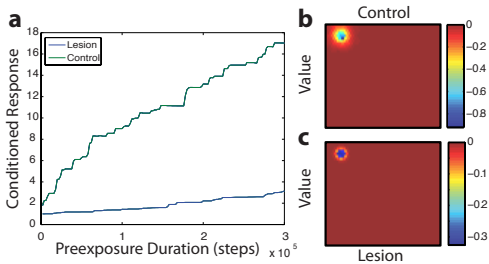 a
18
16
14
12
10
8
6
4
2
0
Conditioned Response
Lesion
Control
0
1
2
3
x 10⁵
Preexposure Duration (steps)
b
Control
Value
0
−0.2
−0.4
−0.6
−0.8
c
Value
0
−0.1
−0.2
−0.3
Lesion